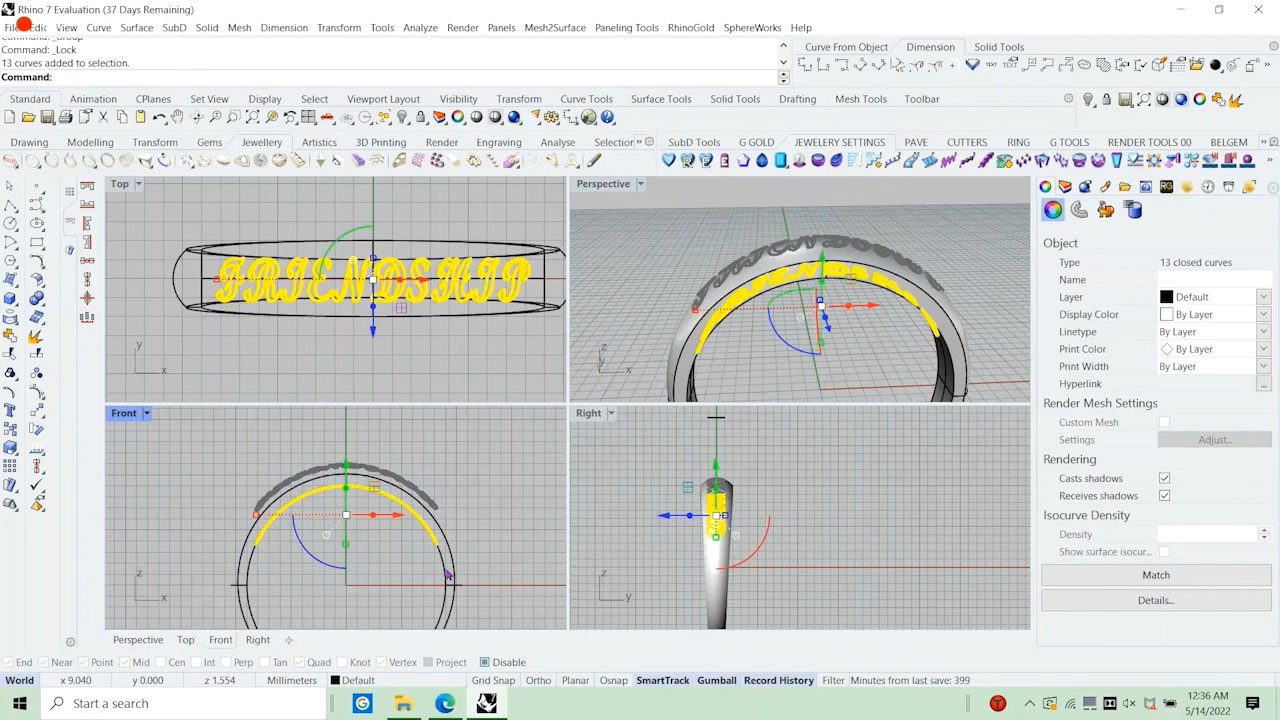 Rhino 7 Evaluation (37 Days Remaining)
File Edit View Curve Surface SubD Solid Mesh Dimension Transform Tools Analyze Render Panels Mesh2Surface Paneling Tools RhinoGold SphereWorks Help
Command: _Group
Command: _Lock
13 curves added to selection.
Command:
Curve From Object Dimension Solid Tools
Standard Animation CPlanes Set View Display Select Viewport Layout Visibility Transform Curve Tools Surface Tools Solid Tools Drafting Mesh Tools Toolbar
Drawing Modelling Transform Gems Jewellery Artistics 3D Printing Render Engraving Analyse Selection
SubD Tools G GOLD JEWELERY SETTINGS PAVE CUTTERS RING G TOOLS RENDER TOOLS 00 BELGEM
Top
Perspective
FRIENDSHIP
y
x
z
x
Front
Right
z
x
z
y
Object
Type 13 closed curves
Name
Layer Default
Display Color By Layer
Linetype By Layer
Print Color By Layer
Print Width By Layer
Hyperlink ...
Render Mesh Settings
Custom Mesh
Settings Adjust...
Rendering
Casts shadows
Receives shadows
Isocurve Density
Density
Show surface isocur...
Match
Details...
Perspective Top Front Right
End Near Point Mid Cen Int Perp Tan Quad Knot Vertex Project Disable
World x 9.040 y 0.000 z 1.554 Millimeters Default Grid Snap Ortho Planar Osnap SmartTrack Gumball Record History Filter Minutes from last save: 399
Start a search
12:36 AM
5/14/2022